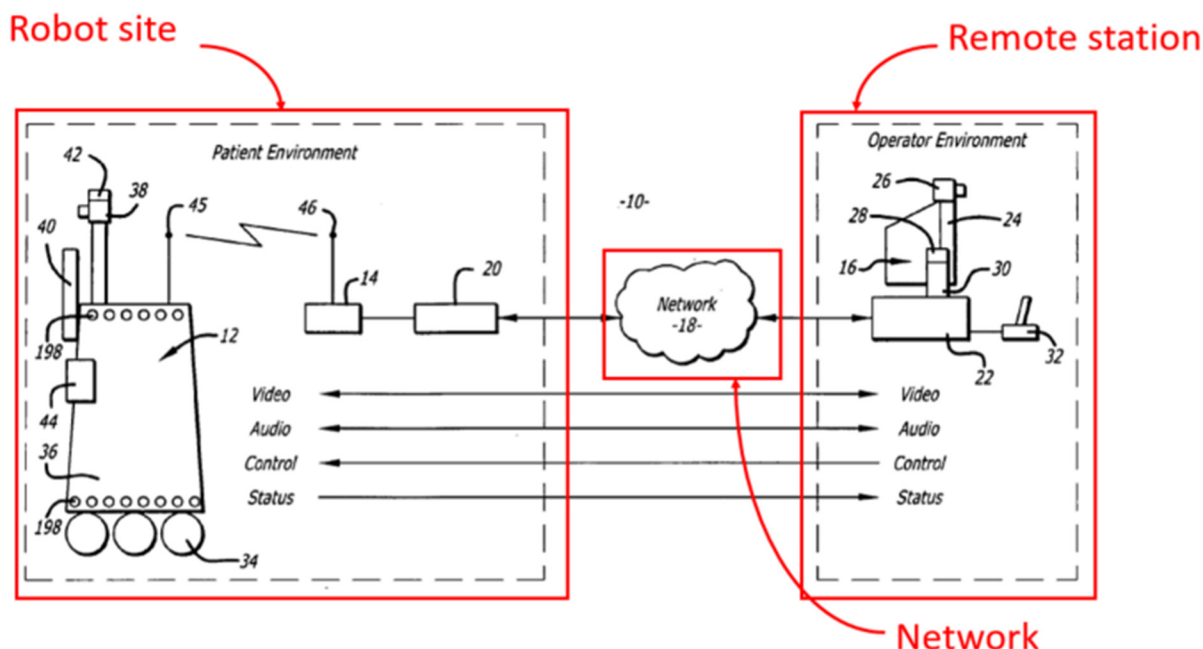 Robot site
Remote station
Patient Environment
Operator Environment
42
38
45
46
40
14
20
-10-
26
28
24
16
30
Network
-18-
198
12
32
22
44
Video
Video
Audio
Audio
36
Control
Control
Status
Status
198
34
Network